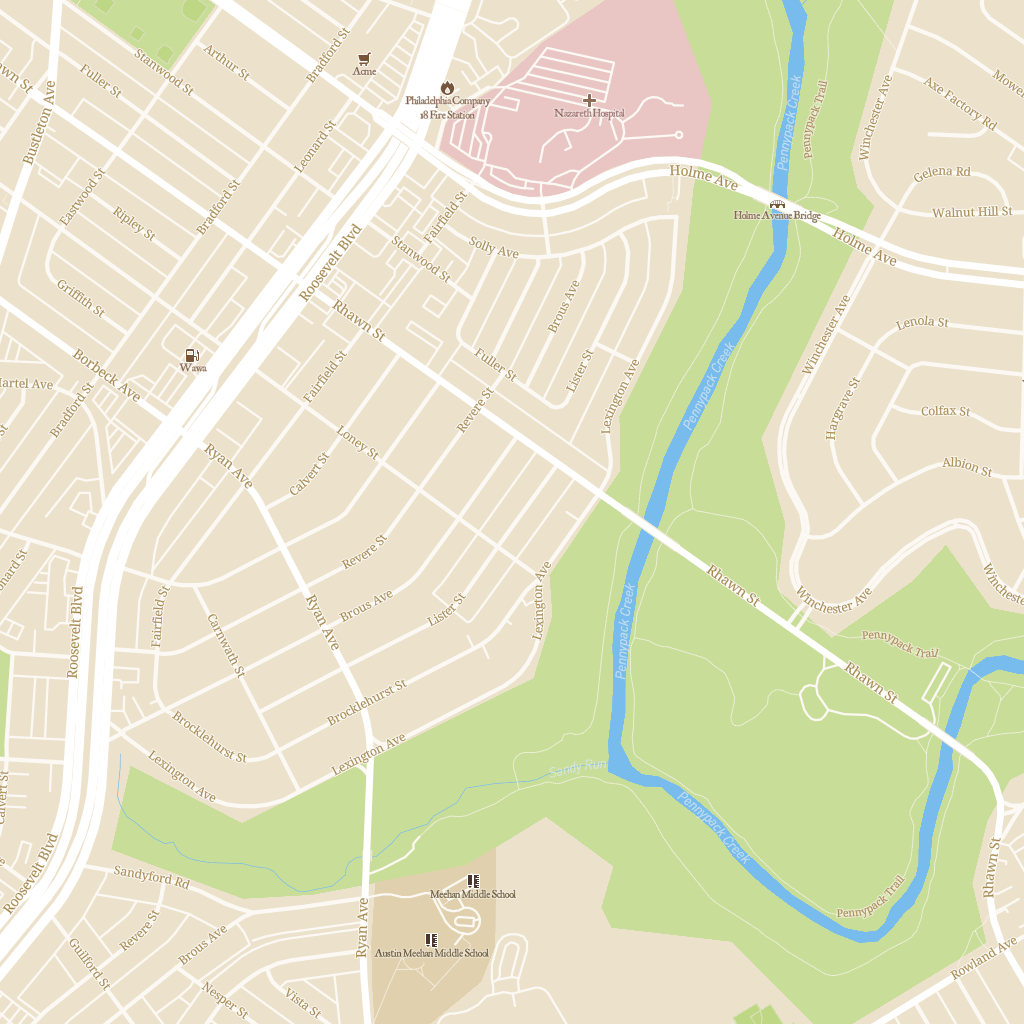 Stanwood St
Arthur St
Bradford St
Acme
Fuller St
Philadelphia Company
18 Fire Station
Nazareth Hospital
Pennypack Creek
Pennypack Trail
Winchester Ave
Axe Factory Rd
Bustleton Ave
Leonard St
Holme Ave
Gelena Rd
Eastwood St
Bradford St
Ripley St
Fairfield St
Holme Avenue Bridge
Walnut Hill St
Holme Ave
Solly Ave
Stanwood St
Roosevelt Blvd
Griffith St
Brous Ave
Rhawn St
Lenola St
Winchester Ave
Wawa
Borbeck Ave
Fairfield St
Fuller St
Lister St
Pennypack Creek
Martel Ave
Bradford St
Revere St
Lexington Ave
Hargrave St
Colfax St
Loney St
Ryan Ave
Calvert St
Albion St
Revere St
Rhawn St
Winchester Ave
Winchester
Roosevelt Blvd
Fairfield St
Brous Ave
Lister St
Lexington Ave
Pennypack Creek
Ryan Ave
Carnwath St
Pennypack Trail
Rhawn St
Brocklehurst St
Brocklehurst St
Lexington Ave
Lexington Ave
Sandy Run
Calvert St
Pennypack Creek
Roosevelt Blvd
Sandyford Rd
Meehan Middle School
Rhawn St
Pennypack Trail
Revere St
Brous Ave
Ryan Ave
Austin Meehan Middle School
Guilford St
Rowland Ave
Nesper St
Vista St